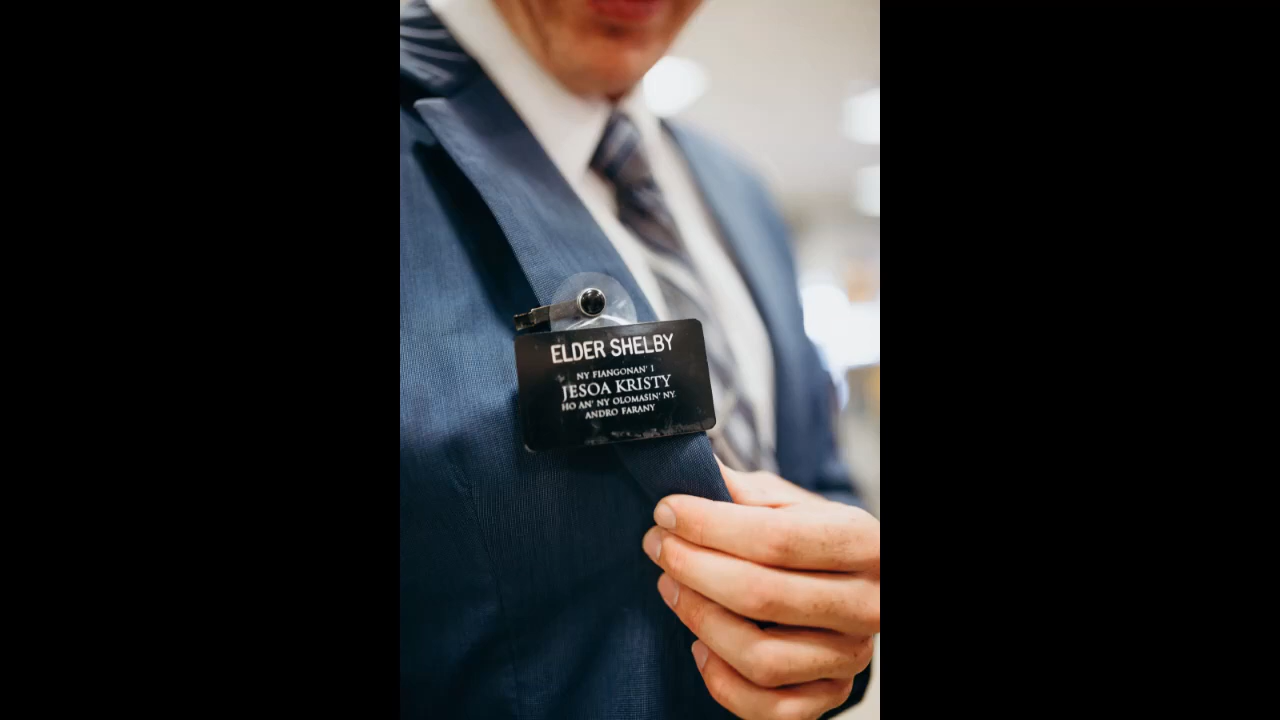 ELDER SHELBY
NY FIANGONAN' I
JESOA KRISTY
HO AN' NY OLOMASIN' NY
ANDRO FARANY